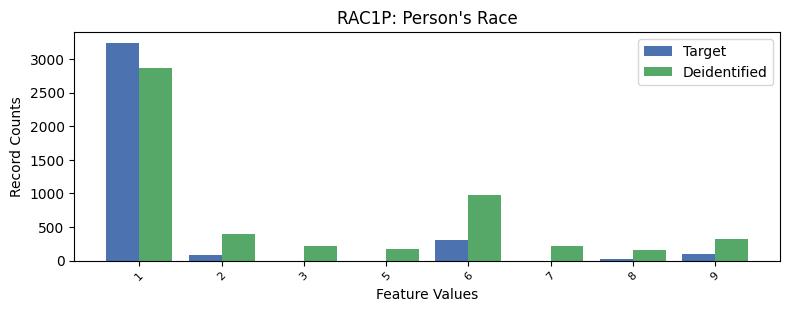 RAC1P: Person's Race
Target
Deidentified
Record Counts
3000
2500
2000
1500
1000
500
0
1 2 3 5 6 7 8 9
Feature Values